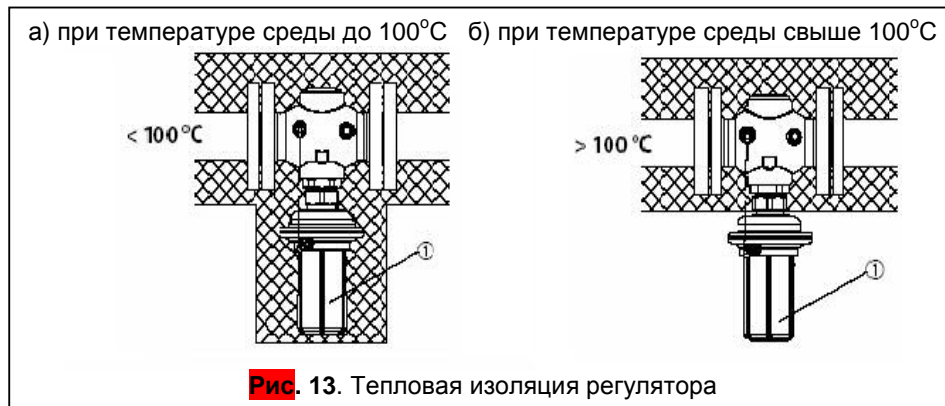 а) при температуре среды до 100°С б) при температуре среды свыше 100°С
< 100 °C
> 100 °C
①
①
Рис. 13. Тепловая изоляция регулятора